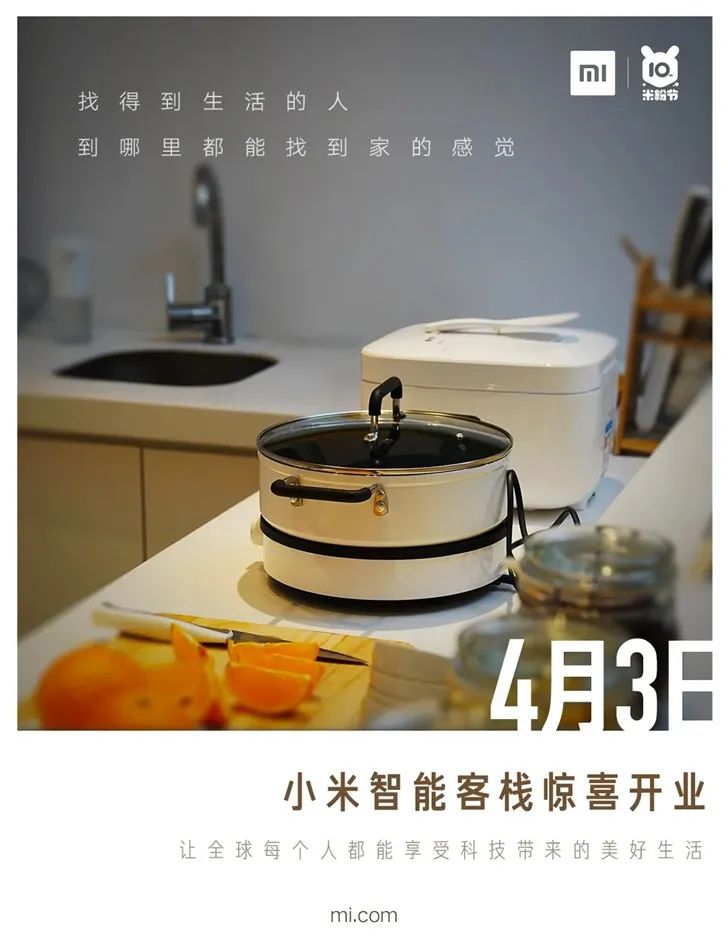 找得到生活的人
到哪里都能找到家的感觉
mi
10
米粉节
4月3日
小米智能客栈惊喜开业
让全球每个人都能享受科技带来的美好生活
mi.com